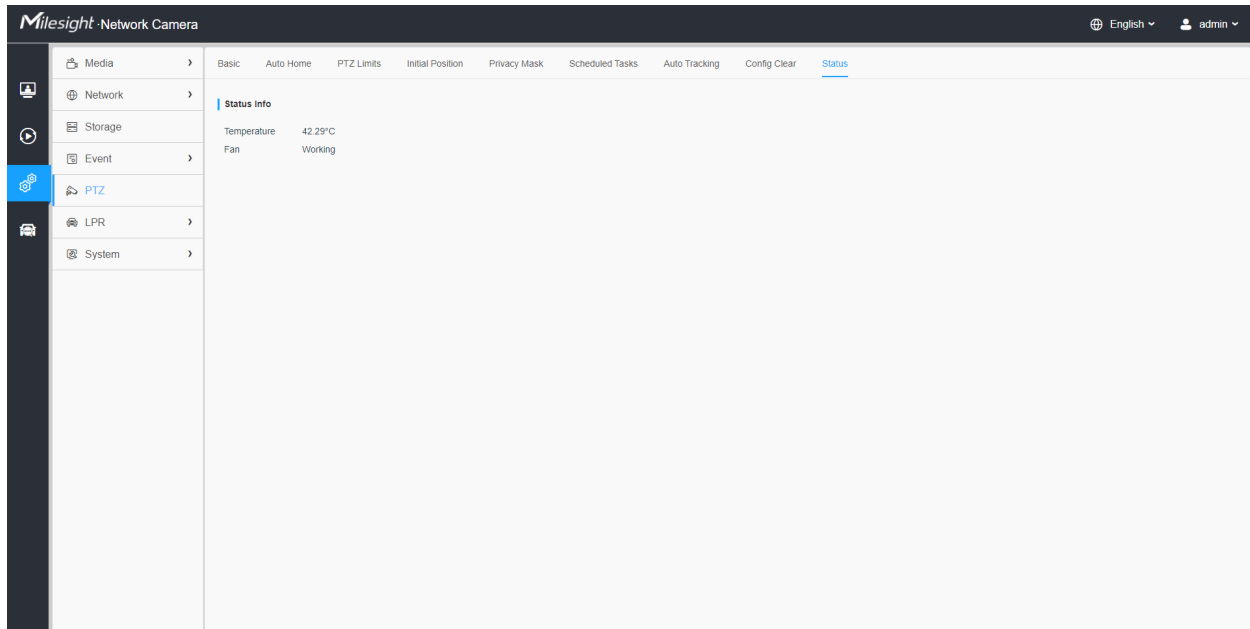 Milesight · Network Camera
English
admin
Media
Network
Storage
Event
PTZ
LPR
System
Basic Auto Home PTZ Limits Initial Position Privacy Mask Scheduled Tasks Auto Tracking Config Clear Status
Status Info
Temperature 42.29°C
Fan Working